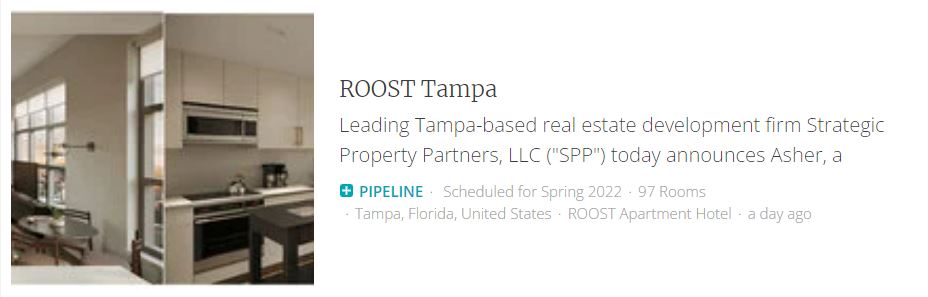 ROOST Tampa
Leading Tampa-based real estate development firm Strategic
Property Partners, LLC ("SPP") today announces Asher, a
PIPELINE · Scheduled for Spring 2022 · 97 Rooms
· Tampa, Florida, United States · ROOST Apartment Hotel · a day ago